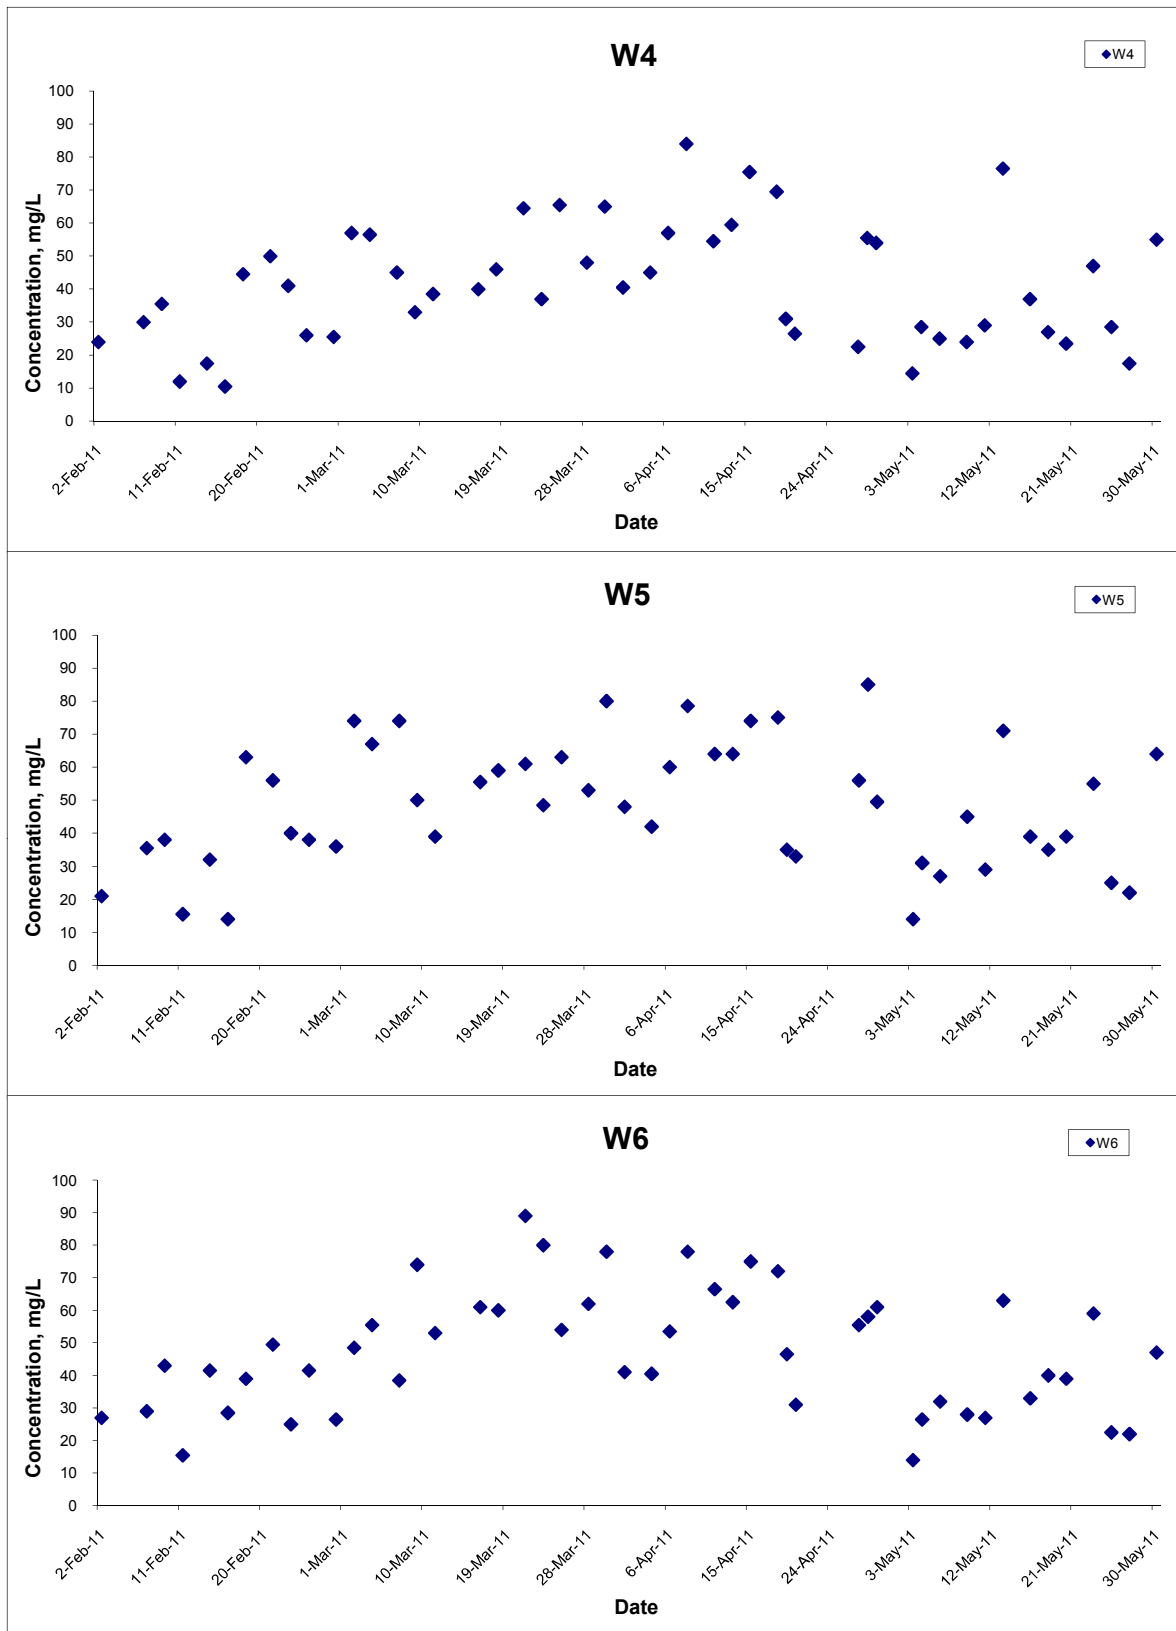 W4
W4
100
90
80
70
60
50
40
30
20
10
0
Concentration, mg/L
2-Feb-11
11-Feb-11
20-Feb-11
1-Mar-11
10-Mar-11
19-Mar-11
28-Mar-11
6-Apr-11
15-Apr-11
24-Apr-11
3-May-11
12-May-11
21-May-11
30-May-11
Date
W5
W5
100
90
80
70
60
50
40
30
20
10
0
Concentration, mg/L
2-Feb-11
11-Feb-11
20-Feb-11
1-Mar-11
10-Mar-11
19-Mar-11
28-Mar-11
6-Apr-11
15-Apr-11
24-Apr-11
3-May-11
12-May-11
21-May-11
30-May-11
Date
W6
W6
100
90
80
70
60
50
40
30
20
10
0
Concentration, mg/L
2-Feb-11
11-Feb-11
20-Feb-11
1-Mar-11
10-Mar-11
19-Mar-11
28-Mar-11
6-Apr-11
15-Apr-11
24-Apr-11
3-May-11
12-May-11
21-May-11
30-May-11
Date